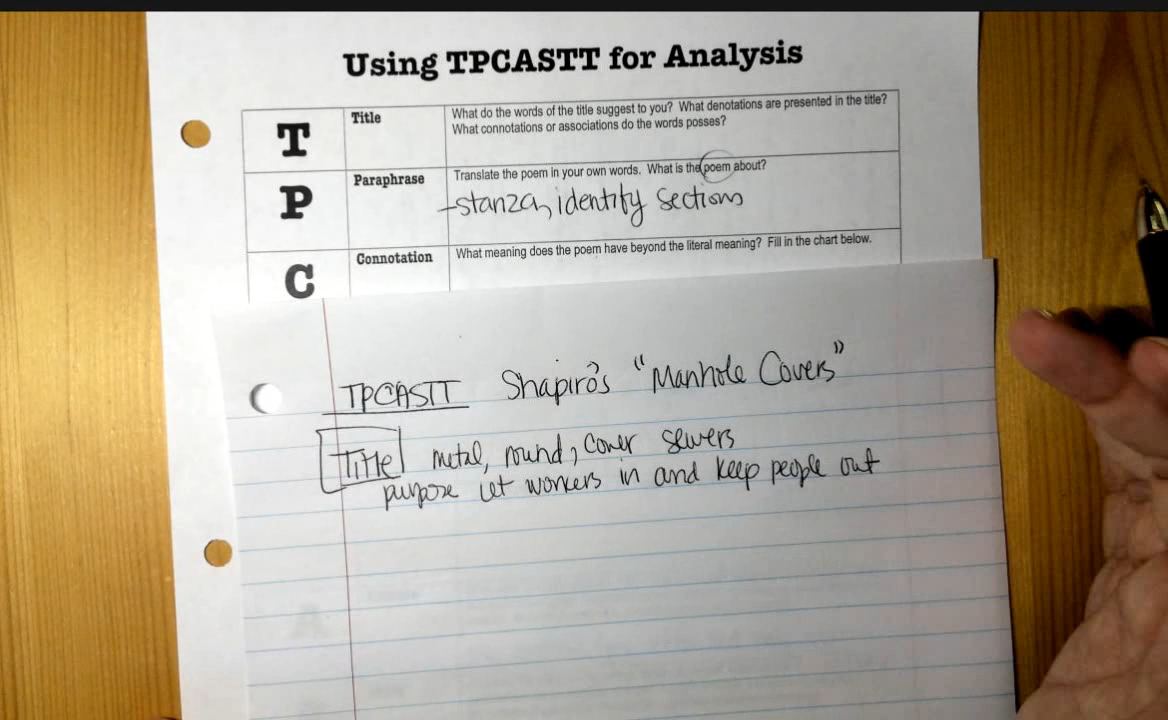 Using TPCASTT for Analysis
T
Title
What do the words of the title suggest to you? What denotations are presented in the title?
What connotations or associations do the words posses?
P
Paraphrase
Translate the poem in your own words. What is the poem about?
-stanza, identify sections
C
Connotation
What meaning does the poem have beyond the literal meaning? Fill in the chart below.
TPCASTT Shapiro's "Manhole Covers"
Title metal, round, cover sewers
purpose let workers in and keep people out